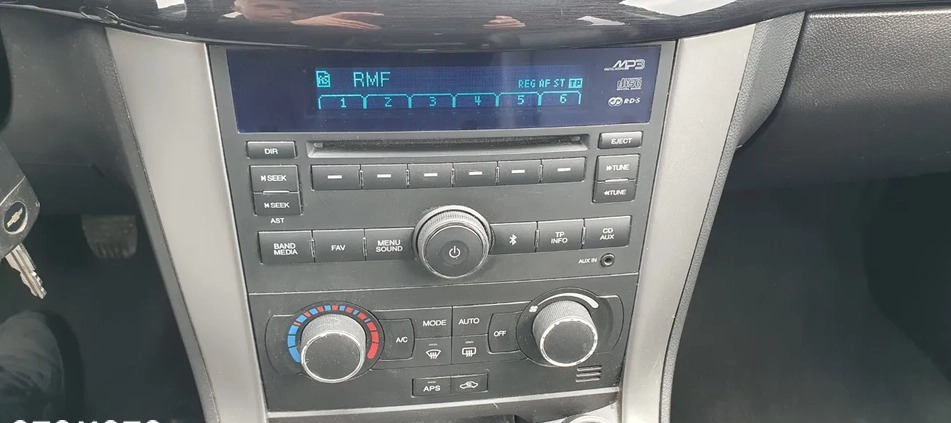 MP3
AS RMF REG AF ST TP
1 2 3 4 5 6
R·D·S
DIR
EJECT
SEEK
TUNE
SEEK
TUNE
AST
BAND MEDIA
FAV
MENU SOUND
TP INFO
CD AUX
AUX IN
MODE
AUTO
A/C
OFF
APS